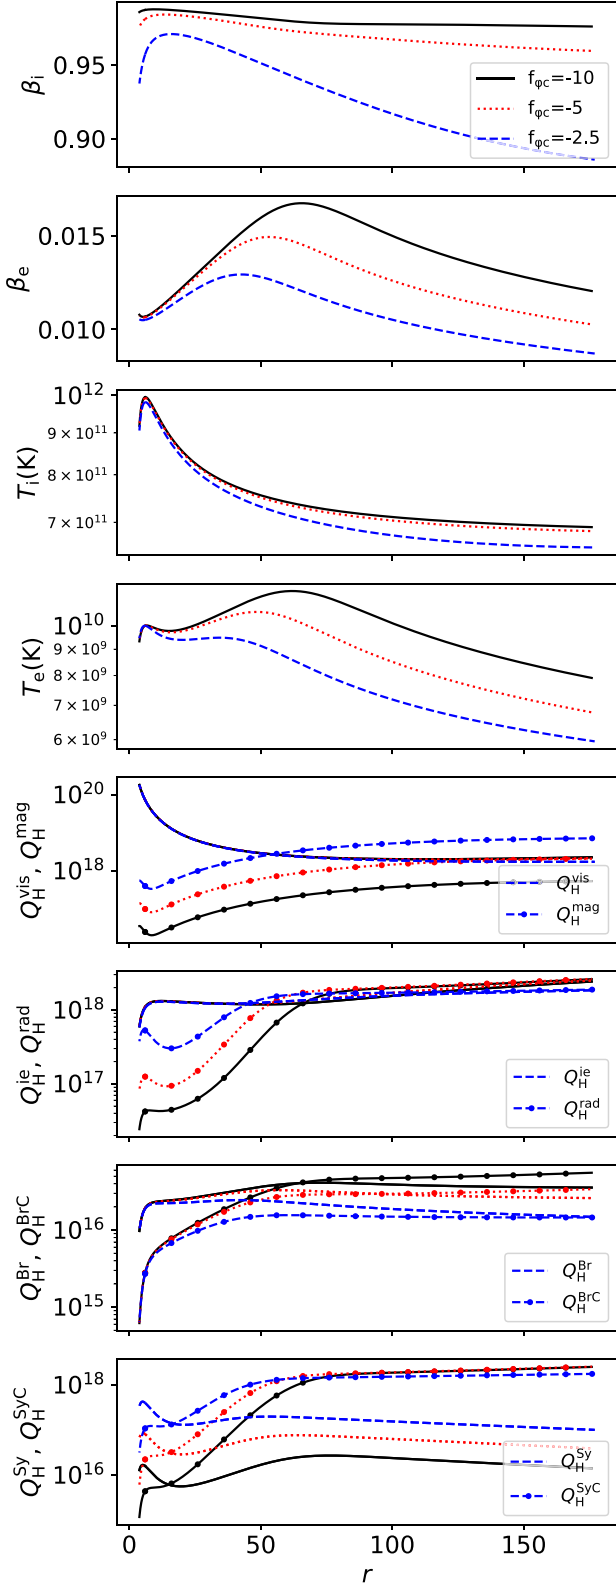 β_i
0.95
0.90
f_φc=-10
f_φc=-5
f_φc=-2.5
β_e
0.015
0.010
T_i(K)
10^12
9 × 10^11
8 × 10^11
7 × 10^11
T_e(K)
10^10
9 × 10^9
8 × 10^9
7 × 10^9
6 × 10^9
Q_H^vis, Q_H^mag
10^20
10^18
Q_H^vis
Q_H^mag
Q_H^ie, Q_H^rad
10^18
10^17
Q_H^ie
Q_H^rad
Q_H^Br, Q_H^BrC
10^16
10^15
Q_H^Br
Q_H^BrC
Q_H^Sy, Q_H^SyC
10^18
10^16
Q_H^Sy
Q_H^SyC
0 50 100 150
r